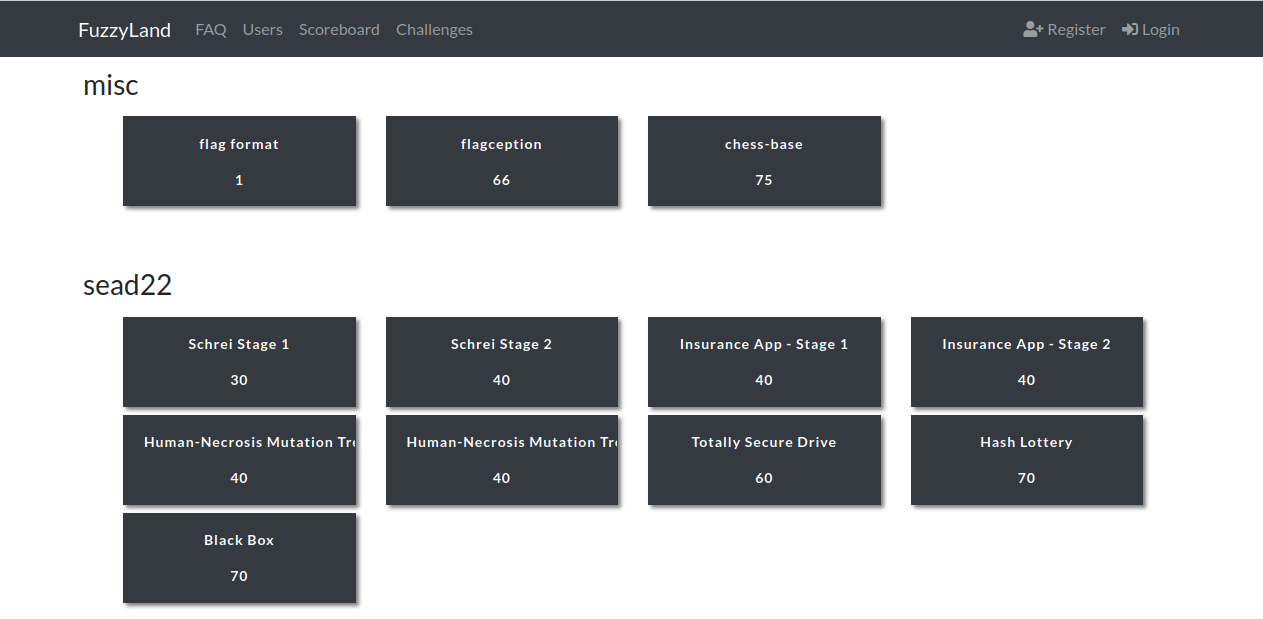 FuzzyLand FAQ Users Scoreboard Challenges Register Login
misc
flag format flagception chess-base
1 66 75
sead22
Schrei Stage 1 Schrei Stage 2 Insurance App - Stage 1 Insurance App - Stage 2
30 40 40 40
Human-Necrosis Mutation Tre Human-Necrosis Mutation Tre Totally Secure Drive Hash Lottery
40 40 60 70
Black Box
70